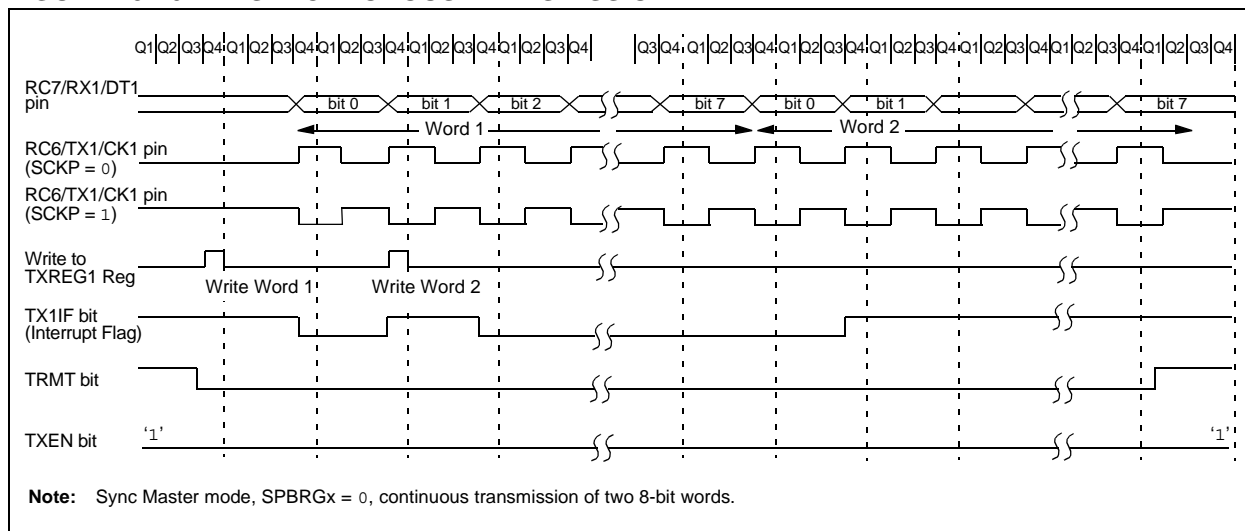 Q1 Q2 Q3 Q4 Q1 Q2 Q3 Q4 Q1 Q2 Q3 Q4 Q1 Q2 Q3 Q4 Q1 Q2 Q3 Q4 Q3 Q4 Q1 Q2 Q3 Q4 Q1 Q2 Q3 Q4 Q1 Q2 Q3 Q4 Q1 Q2 Q3 Q4 Q1 Q2 Q3 Q4 Q1 Q2 Q3 Q4
RC7/RX1/DT1
pin
bit 0 bit 1 bit 2 bit 7 bit 0 bit 1 bit 7
Word 1 Word 2
RC6/TX1/CK1 pin
(SCKP = 0)
RC6/TX1/CK1 pin
(SCKP = 1)
Write to
TXREG1 Reg
Write Word 1 Write Word 2
TX1IF bit
(Interrupt Flag)
TRMT bit
TXEN bit
‘1’ ‘1’
Note: Sync Master mode, SPBRGx = 0, continuous transmission of two 8-bit words.